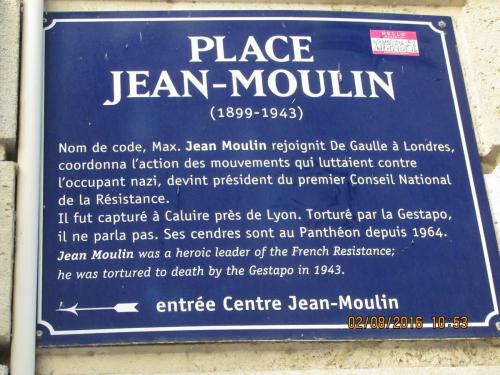 PLACE
JEAN-MOULIN
(1899-1943)
Nom de code, Max. Jean Moulin rejoignit De Gaulle à Londres,
coordonna l'action des mouvements qui luttaient contre
l'occupant nazi, devint président du premier Conseil National
de la Résistance.
Il fut capturé à Caluire près de Lyon. Torturé par la Gestapo,
il ne parla pas. Ses cendres sont au Panthéon depuis 1964.
Jean Moulin was a heroic leader of the French Resistance;
he was tortured to death by the Gestapo in 1943.
entrée Centre Jean-Moulin
02/08/2016 10:53
HELLO